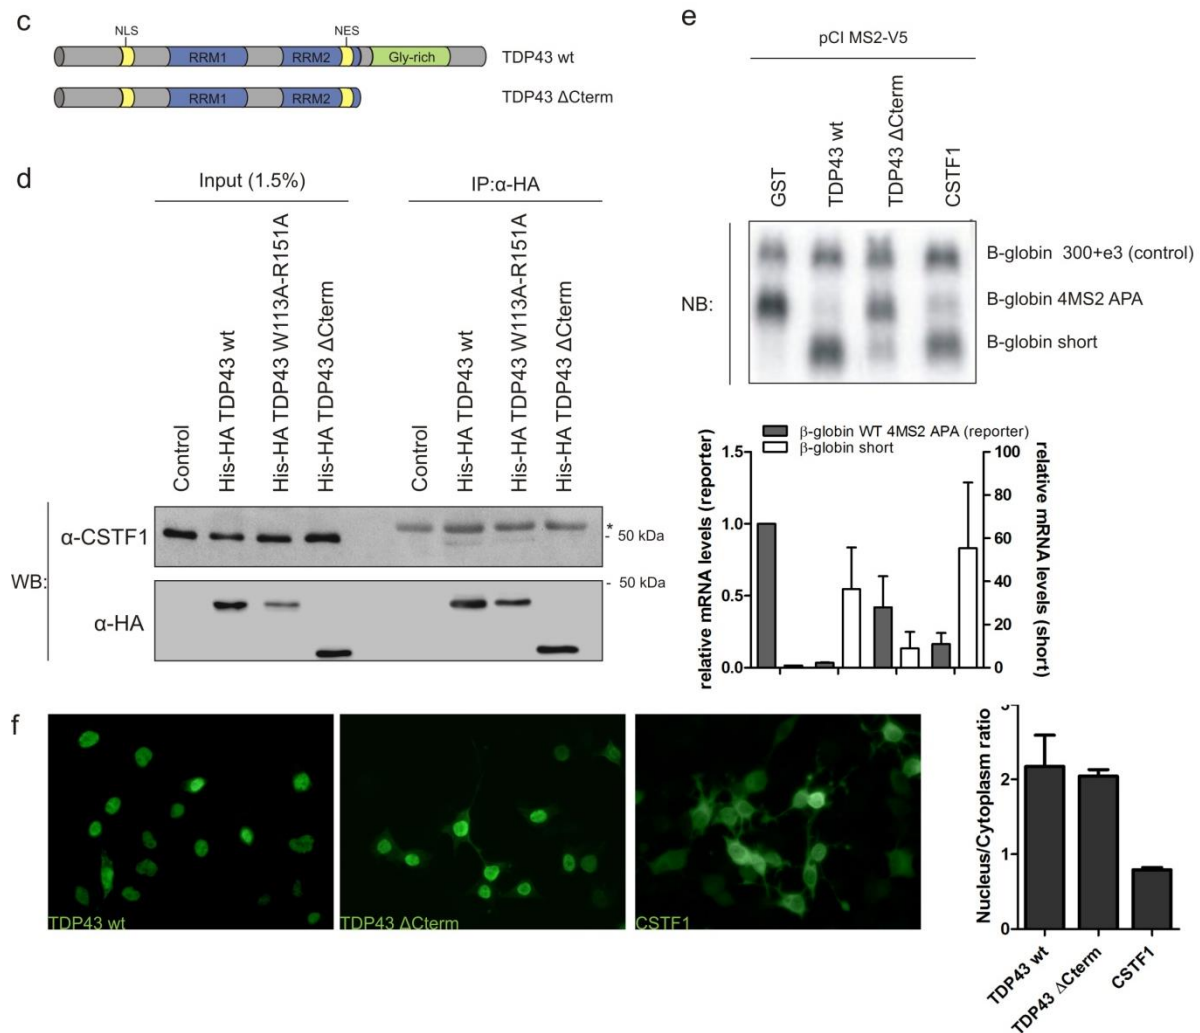 c
NLS
NES
RRM1
RRM2
Gly-rich
TDP43 wt
RRM1
RRM2
TDP43 ΔCterm
d
Input (1.5%)
IP:α-HA
Control
His-HA TDP43 wt
His-HA TDP43 W113A-R151A
His-HA TDP43 ΔCterm
Control
His-HA TDP43 wt
His-HA TDP43 W113A-R151A
His-HA TDP43 ΔCterm
WB:
α-CSTF1
*
- 50 kDa
α-HA
- 50 kDa
e
pCI MS2-V5
GST
TDP43 wt
TDP43 ΔCterm
CSTF1
NB:
B-globin 300+e3 (control)
B-globin 4MS2 APA
B-globin short
β-globin WT 4MS2 APA (reporter)
β-globin short
relative mRNA levels (reporter)
1.5
1.0
0.5
0.0
relative mRNA levels (short)
100
80
60
40
20
0
f
TDP43 wt
TDP43 ΔCterm
CSTF1
Nucleus/Cytoplasm ratio
3
2
1
0
TDP43 wt
TDP43 ΔCterm
CSTF1